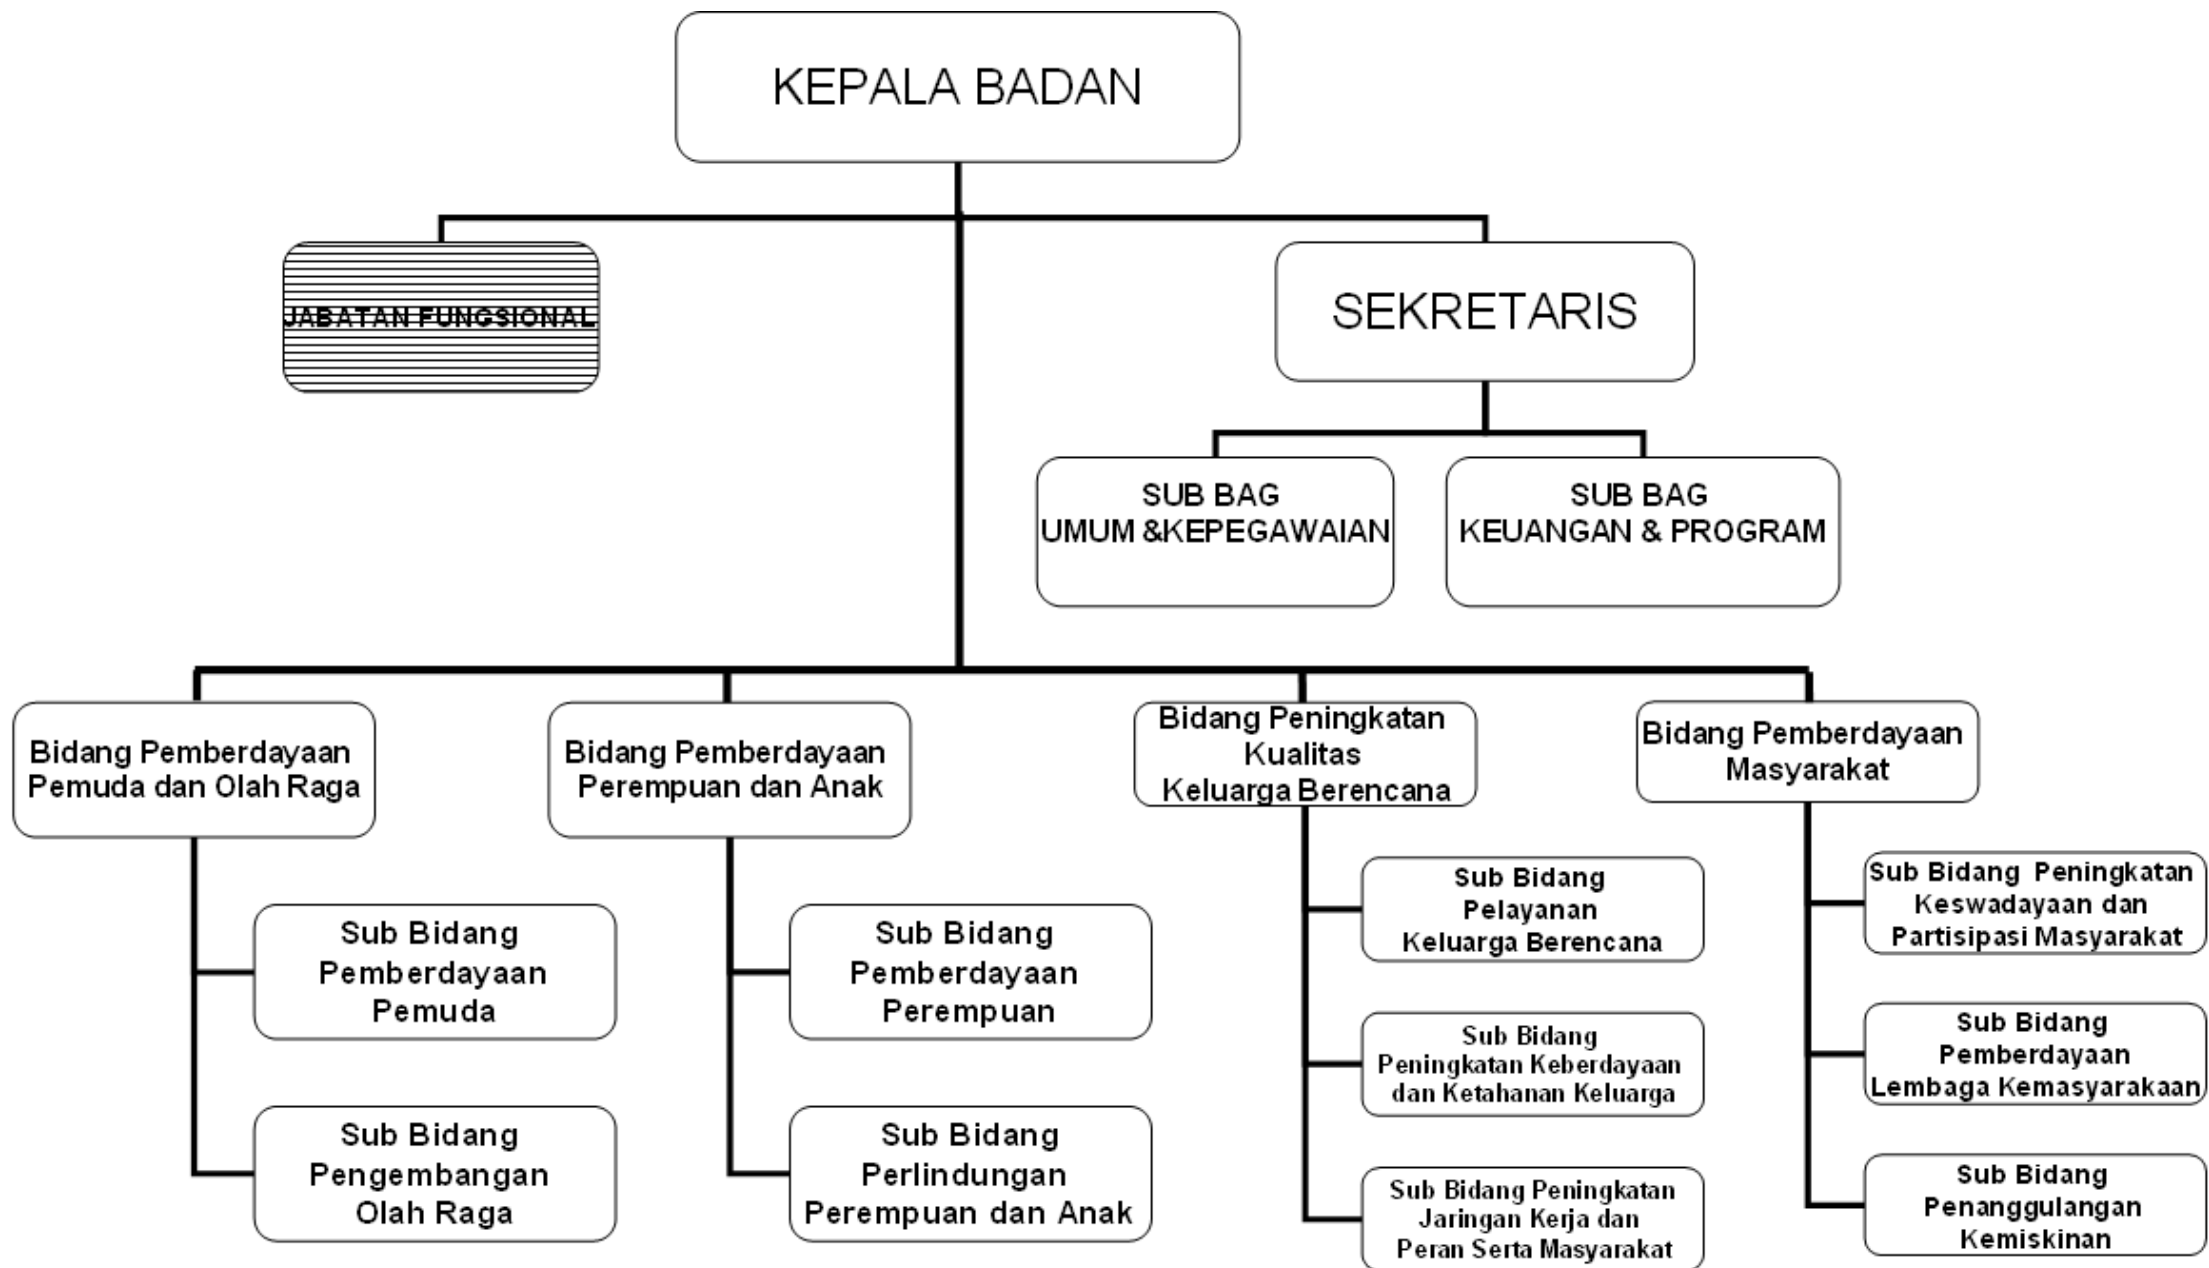 KEPALA BADAN
JABATAN FUNGSIONAL
SEKRETARIS
SUB BAG
UMUM &KEPEGAWAIAN
SUB BAG
KEUANGAN & PROGRAM
Bidang Pemberdayaan
Pemuda dan Olah Raga
Bidang Pemberdayaan
Perempuan dan Anak
Bidang Peningkatan
Kualitas
Keluarga Berencana
Bidang Pemberdayaan
Masyarakat
Sub Bidang
Pemberdayaan
Pemuda
Sub Bidang
Pengembangan
Olah Raga
Sub Bidang
Pemberdayaan
Perempuan
Sub Bidang
Perlindungan
Perempuan dan Anak
Sub Bidang
Pelayanan
Keluarga Berencana
Sub Bidang
Peningkatan Keberdayaan
dan Ketahanan Keluarga
Sub Bidang Peningkatan
Jaringan Kerja dan
Peran Serta Masyarakat
Sub Bidang Peningkatan
Keswadayaan dan
Partisipasi Masyarakat
Sub Bidang
Pemberdayaan
Lembaga Kemasyarakaan
Sub Bidang
Penanggulangan
Kemiskinan